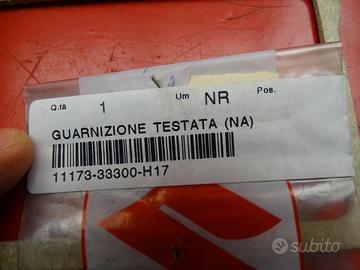 Q.tà 1 Um NR Pos.
GUARNIZIONE TESTATA (NA)
11173-33300-H17
subito